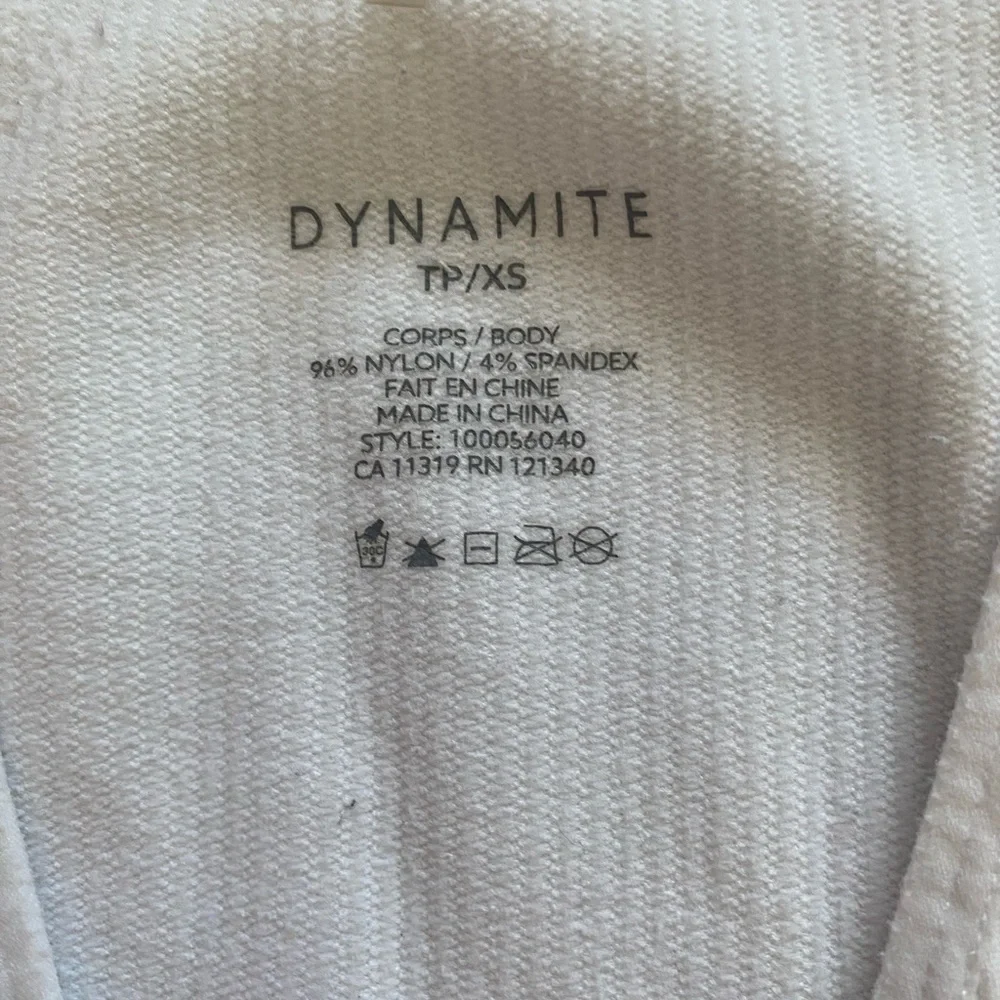 DYNAMITE
TP/XS
CORPS / BODY
96% NYLON / 4% SPANDEX
FAIT EN CHINE
MADE IN CHINA
STYLE: 100056040
CA 11319 RN 121340
30C